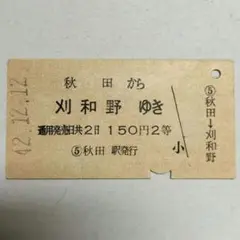 42.12.12
秋田から
刈和野ゆき
通用発売日共2日 150円2等
⑤秋田駅発行
小
⑤秋田→刈和野